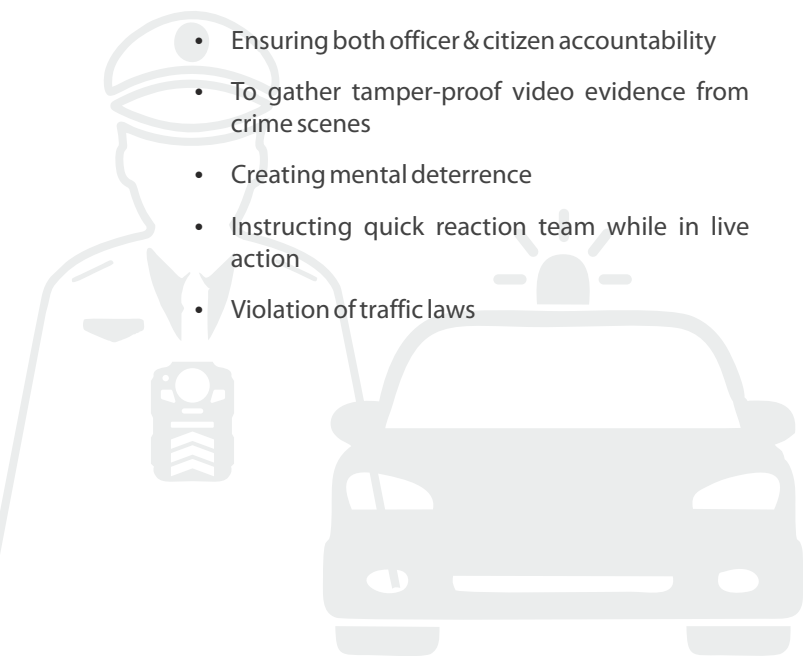 • Ensuring both officer & citizen accountability
• To gather tamper-proof video evidence from
crime scenes
• Creating mental deterrence
• Instructing quick reaction team while in live
action
• Violation of traffic laws